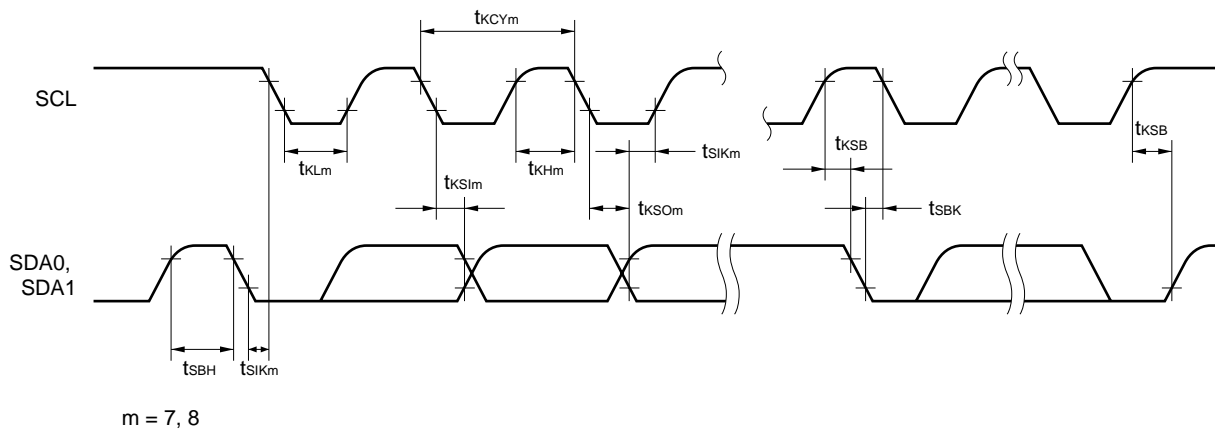 tKCYm
SCL
tKLm
tKSIm
tKHm
tKSOm
tSIKm
tKSB
tSBK
tKSB
SDA0,
SDA1
tSBH
tSIKm
m = 7, 8